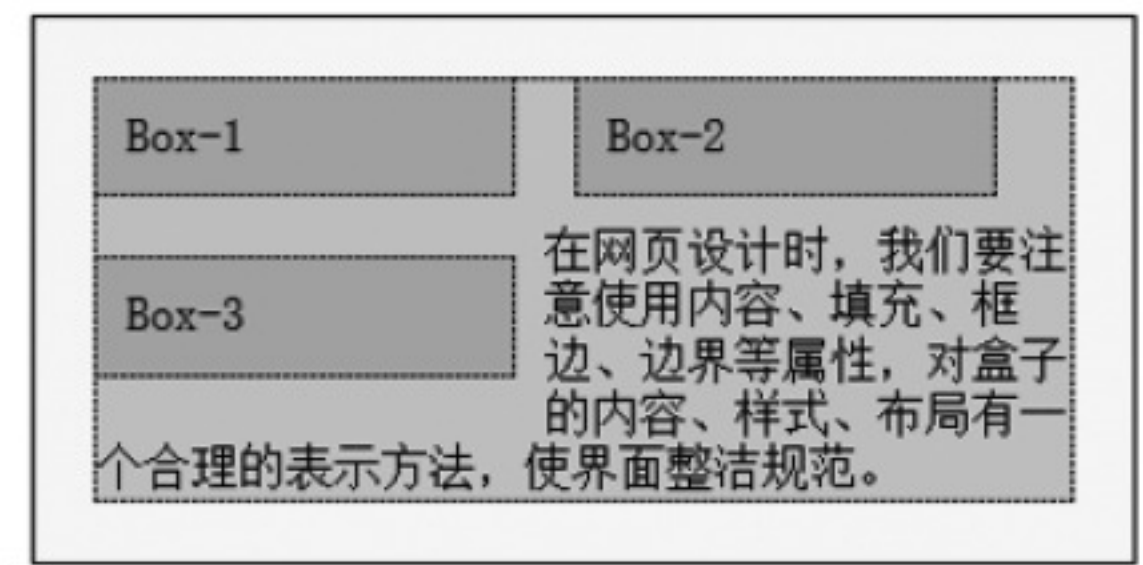 Box-1
Box-2
Box-3
在网页设计时，我们要注
意使用内容、填充、框
边、边界等属性，对盒子
的内容、样式、布局有一
个合理的表示方法，使界面整洁规范。